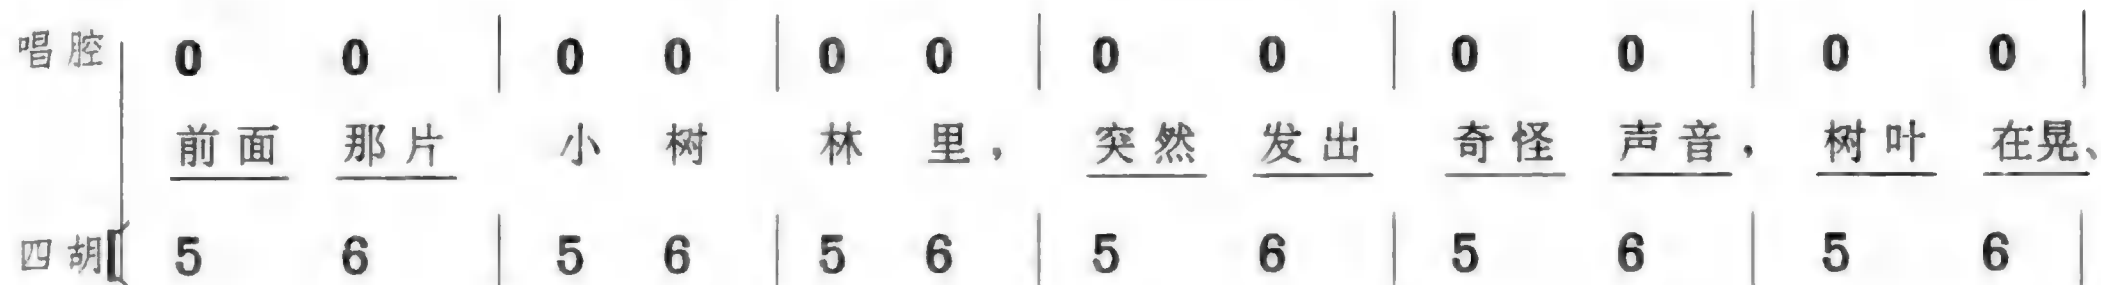 唱腔 0 0 | 0 0 | 0 0 | 0 0 | 0 0 | 0 0 |
前面 那片 小 树 林 里， 突然 发出 奇怪 声音， 树叶 在晃、
四胡 5 6 | 5 6 | 5 6 | 5 6 | 5 6 | 5 6 |